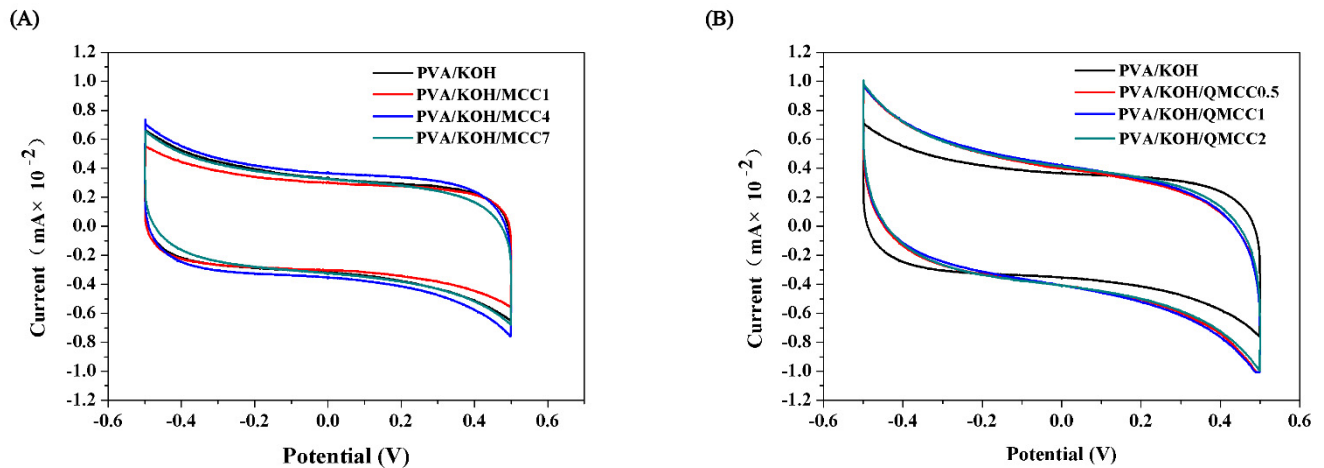 (A)
1.2
1.0
0.8
0.6
0.4
0.2
0.0
-0.2
-0.4
-0.6
-0.8
-1.0
-1.2
Current (mA× 10⁻²)
PVA/KOH
PVA/KOH/MCC1
PVA/KOH/MCC4
PVA/KOH/MCC7
-0.6 -0.4 -0.2 0.0 0.2 0.4 0.6
Potential (V)
(B)
1.2
1.0
0.8
0.6
0.4
0.2
0.0
-0.2
-0.4
-0.6
-0.8
-1.0
-1.2
Current (mA× 10⁻²)
PVA/KOH
PVA/KOH/QMCC0.5
PVA/KOH/QMCC1
PVA/KOH/QMCC2
-0.6 -0.4 -0.2 0.0 0.2 0.4 0.6
Potential (V)